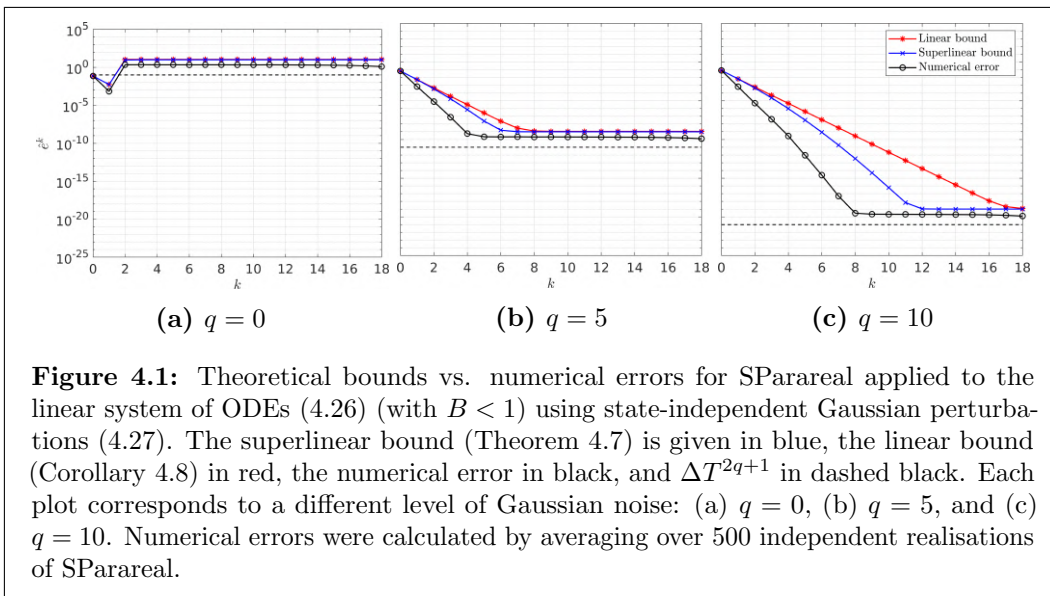 10^5
10^0
10^-5
10^-10
10^-15
10^-20
10^-25
ê^k
0 2 4 6 8 10 12 14 16 18
k
0 2 4 6 8 10 12 14 16 18
k
0 2 4 6 8 10 12 14 16 18
k
Linear bound
Superlinear bound
Numerical error
(a) q = 0
(b) q = 5
(c) q = 10
Figure 4.1: Theoretical bounds vs. numerical errors for SParareal applied to the
linear system of ODEs (4.26) (with B < 1) using state-independent Gaussian perturba-
tions (4.27). The superlinear bound (Theorem 4.7) is given in blue, the linear bound
(Corollary 4.8) in red, the numerical error in black, and ΔT^{2q+1} in dashed black. Each
plot corresponds to a different level of Gaussian noise: (a) q = 0, (b) q = 5, and (c)
q = 10. Numerical errors were calculated by averaging over 500 independent realisations
of SParareal.